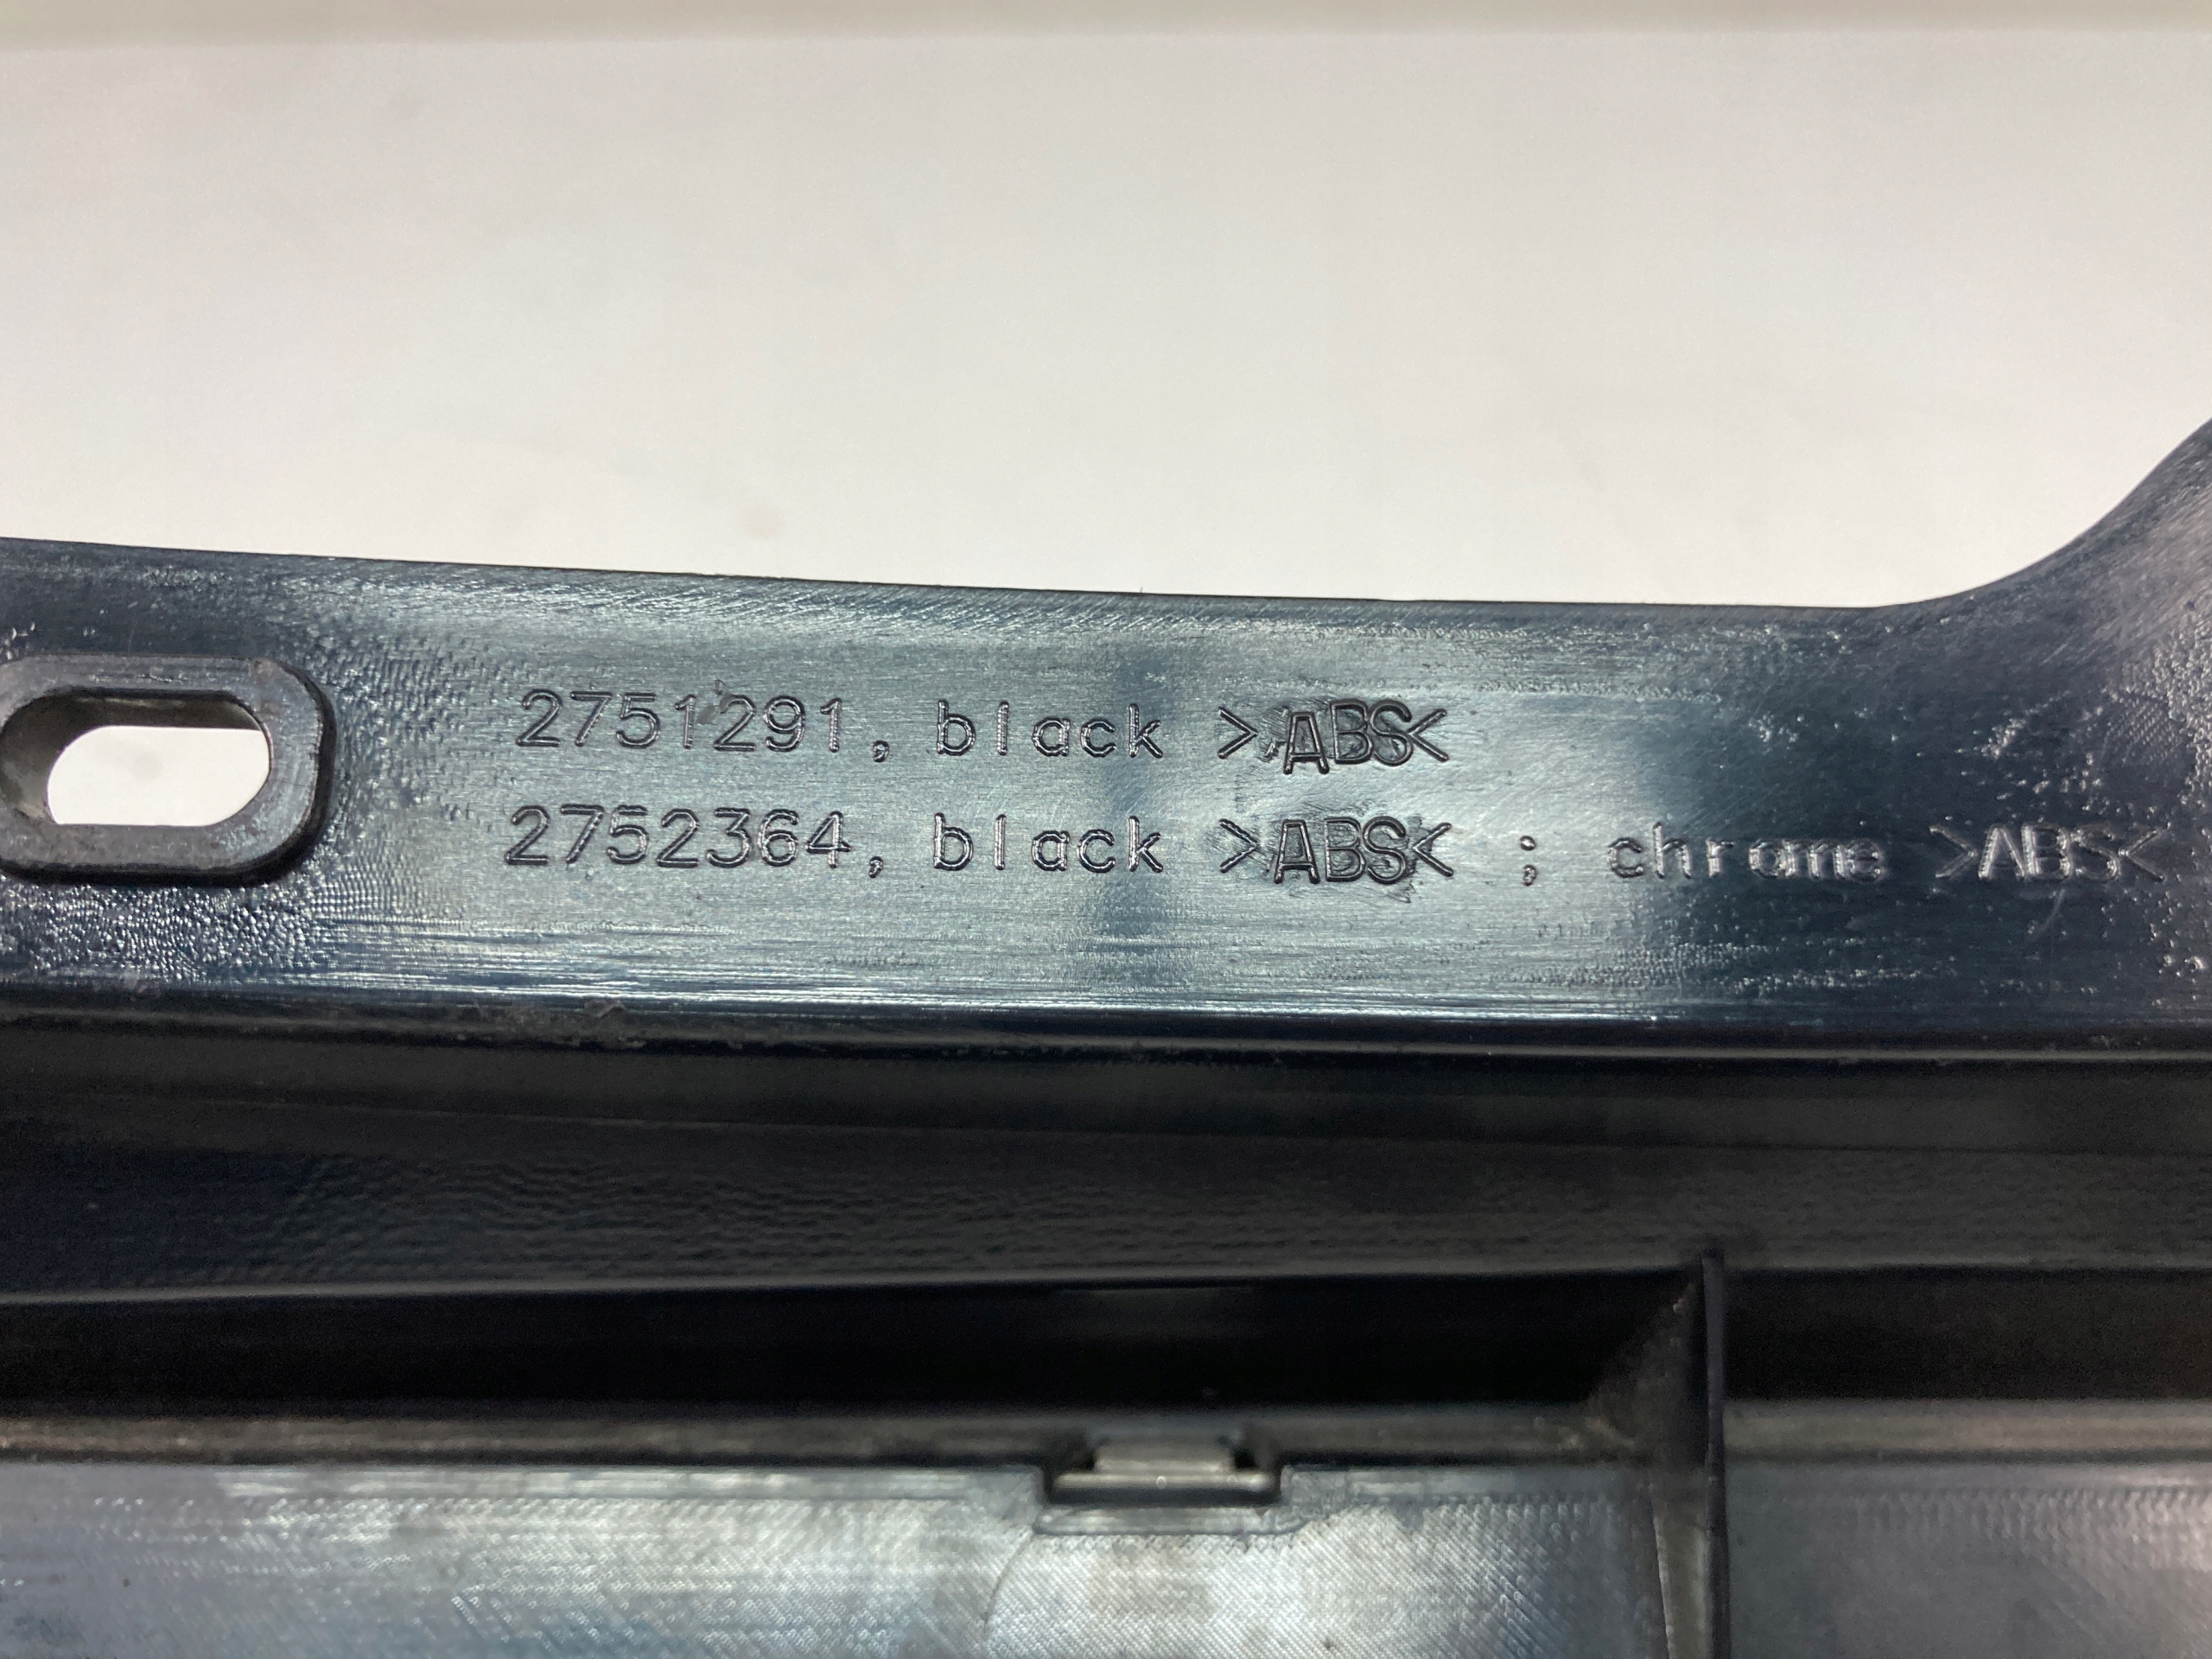 2751291, black >ABS<
2752364, black >ABS< ; chrome >ABS<